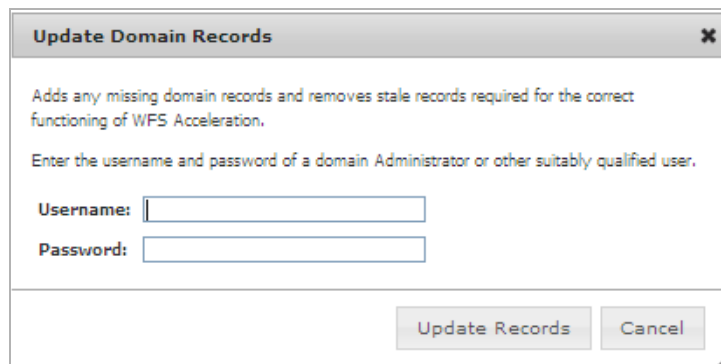 Update Domain Records
Adds any missing domain records and removes stale records required for the correct
functioning of WFS Acceleration.
Enter the username and password of a domain Administrator or other suitably qualified user.
Username:
Password:
Update Records Cancel